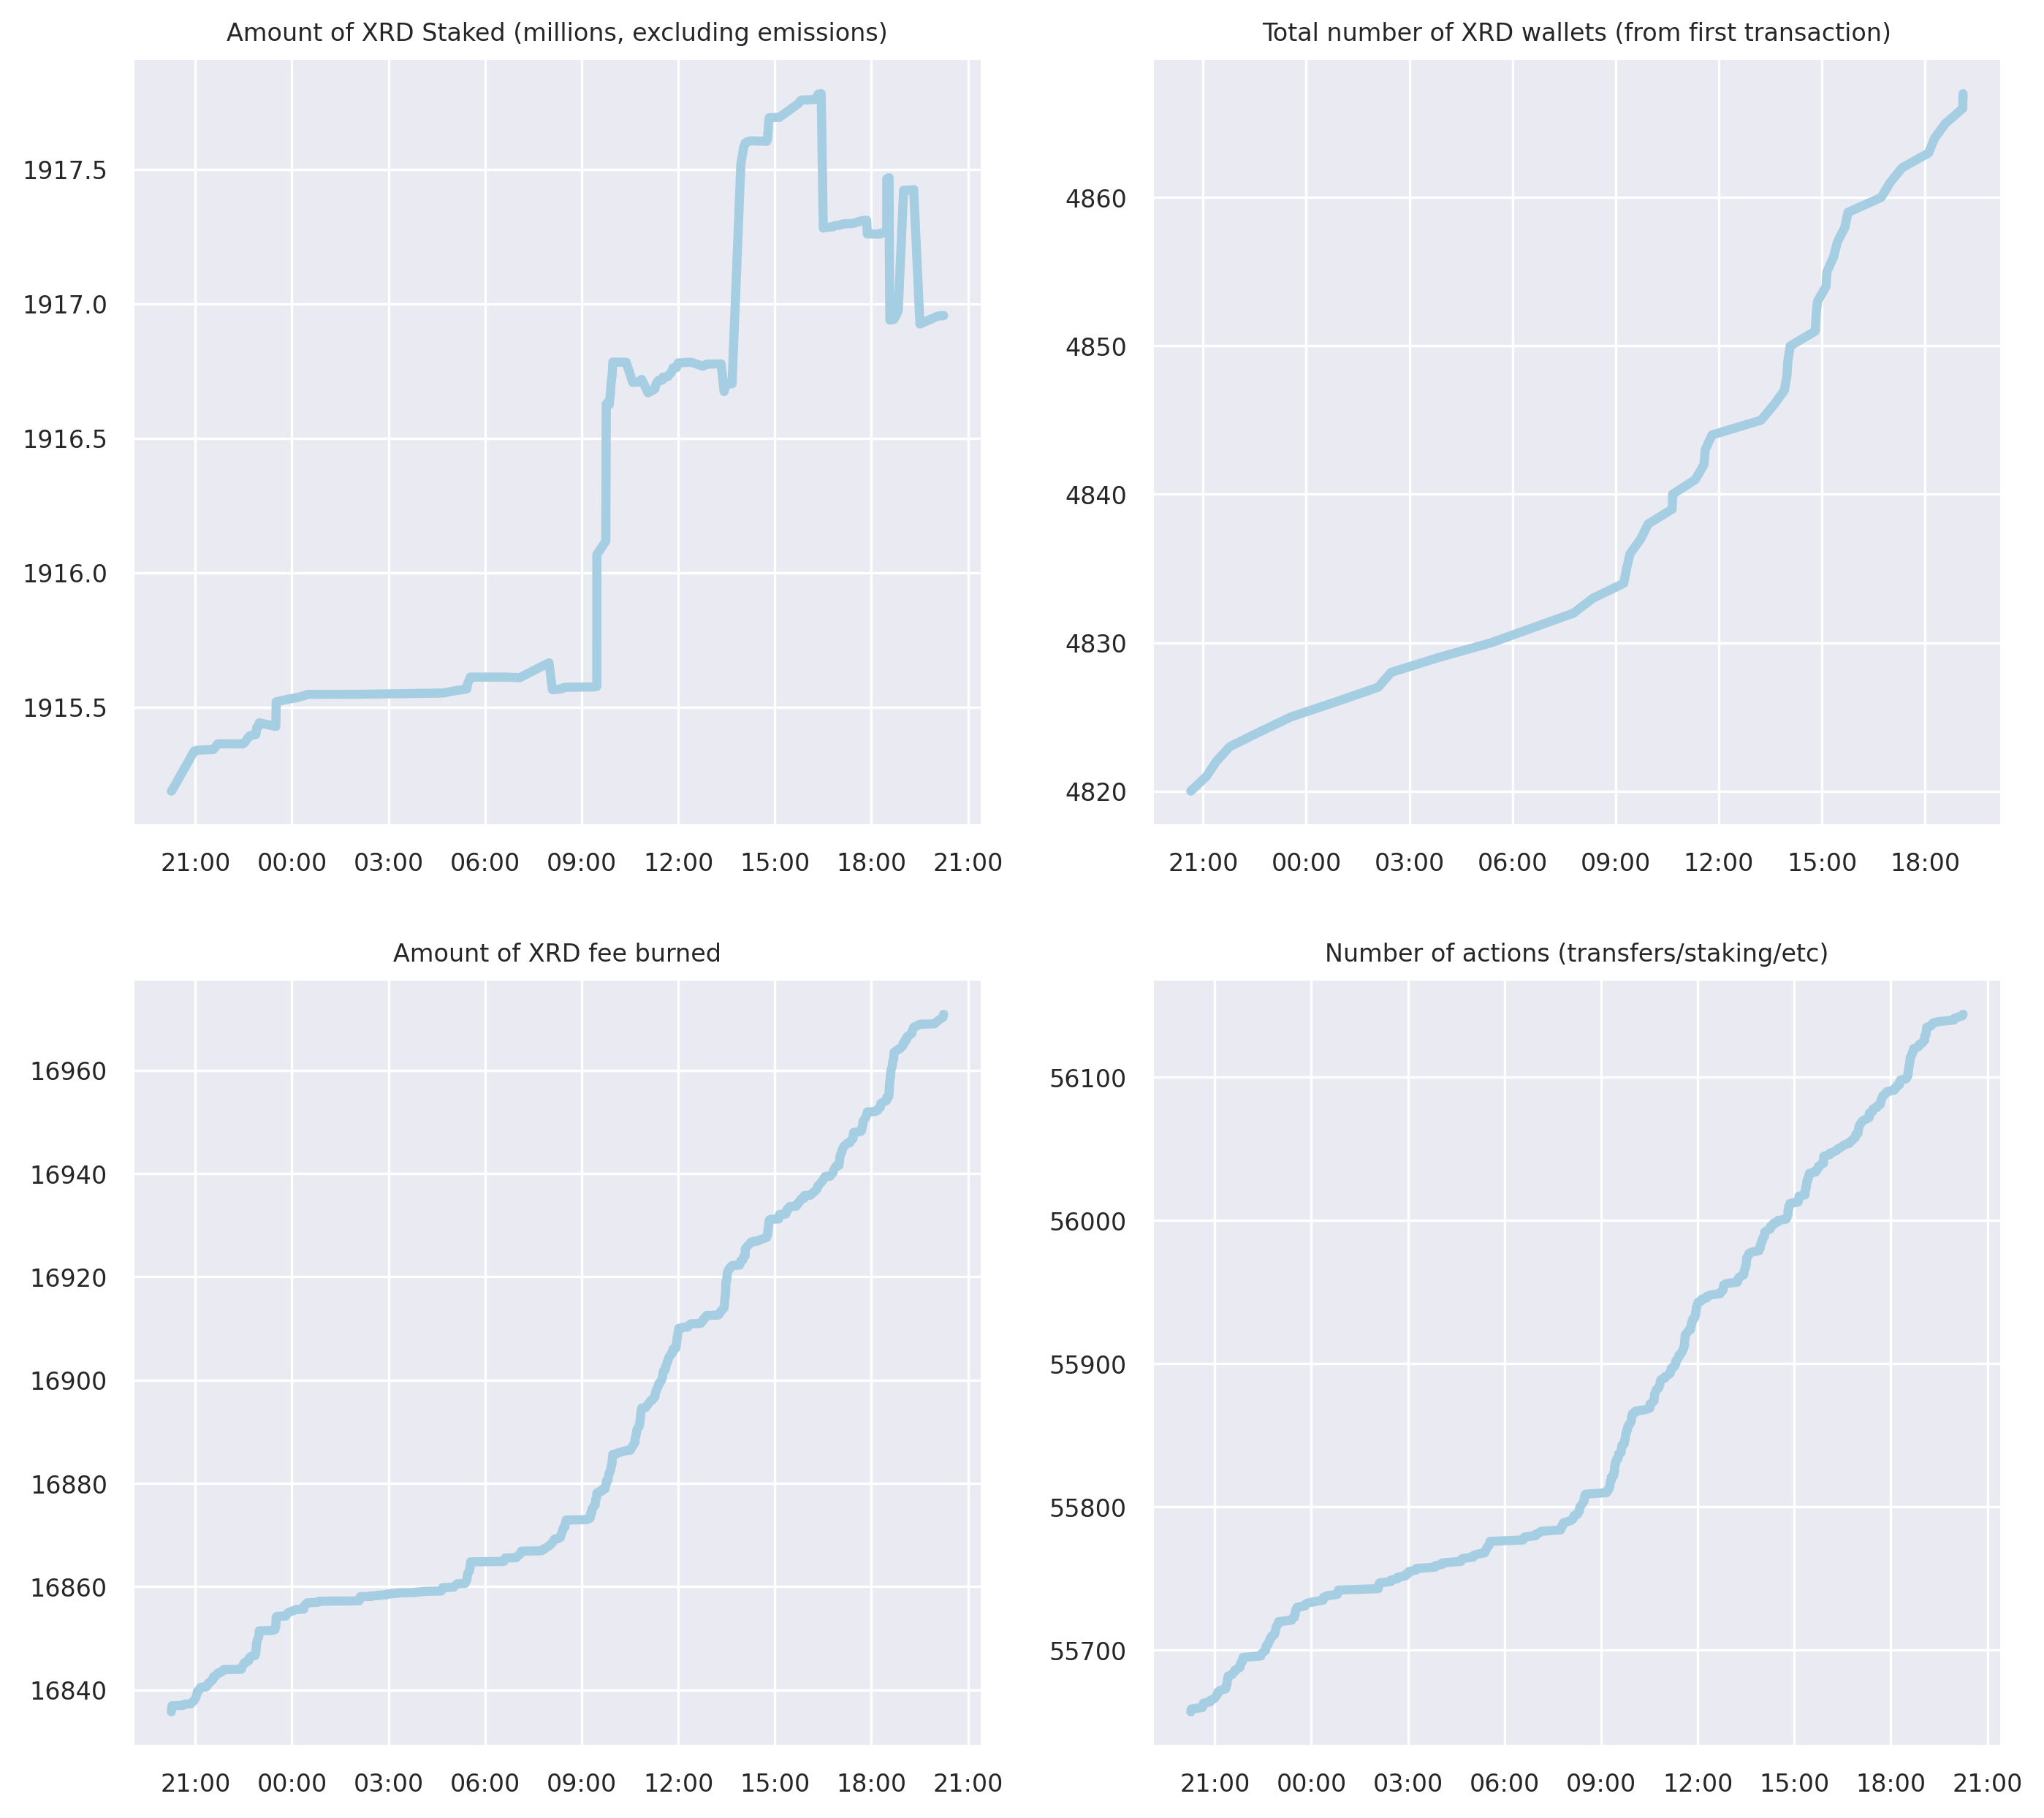 Amount of XRD Staked (millions, excluding emissions)
1917.5
1917.0
1916.5
1916.0
1915.5
21:00 00:00 03:00 06:00 09:00 12:00 15:00 18:00 21:00
Total number of XRD wallets (from first transaction)
4860
4850
4840
4830
4820
21:00 00:00 03:00 06:00 09:00 12:00 15:00 18:00
Amount of XRD fee burned
16960
16940
16920
16900
16880
16860
16840
21:00 00:00 03:00 06:00 09:00 12:00 15:00 18:00 21:00
Number of actions (transfers/staking/etc)
56100
56000
55900
55800
55700
21:00 00:00 03:00 06:00 09:00 12:00 15:00 18:00 21:00